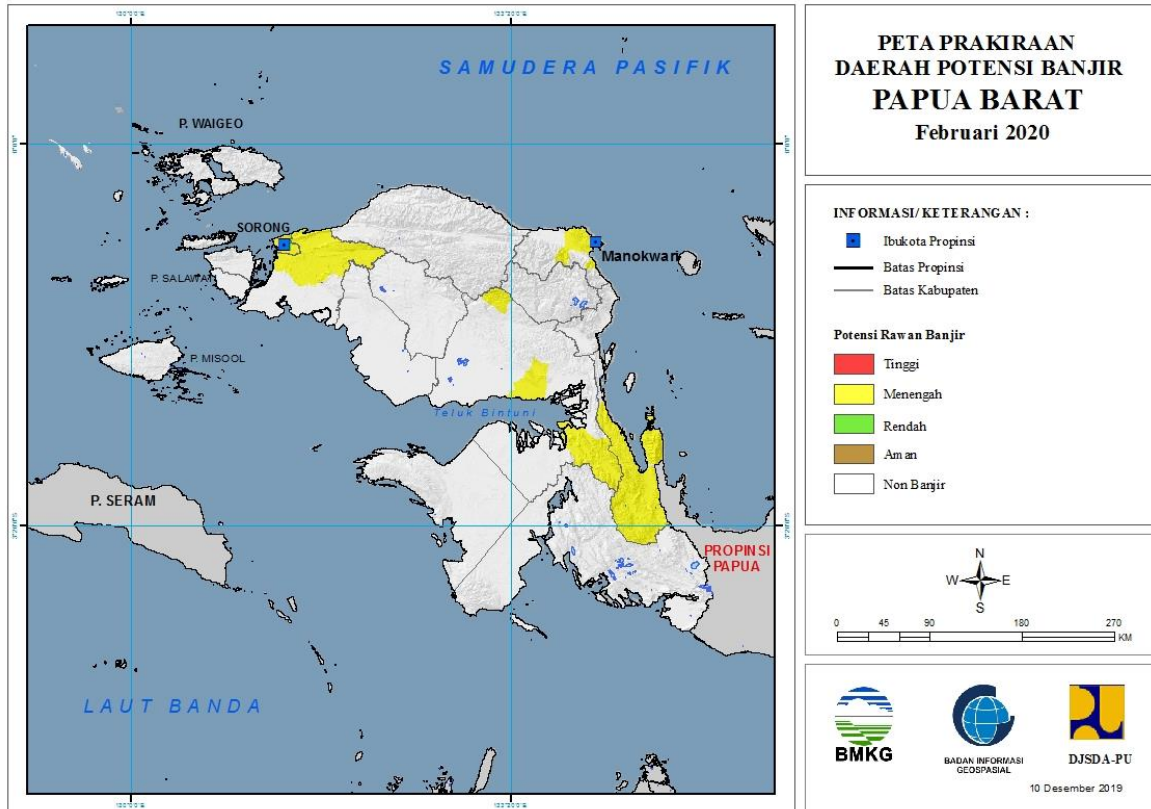 PETA PRAKIRAAN
DAERAH POTENSI BANJIR
PAPUA BARAT
Februari 2020
INFORMASI/KETERANGAN :
Ibukota Propinsi
Batas Propinsi
Batas Kabupaten
Potensi Rawan Banjir
Tinggi
Menengah
Rendah
Aman
Non Banjir
N
W E
S
0 45 90 180 270
KM
BMKG
BADAN INFORMASI
GEOSPASIAL
DJSDA-PU
10 Desember 2019
SAMUDERA PASIFIK
P. WAIGEO
SORONG
Manokwari
P. SALAWATI
P. MISOOL
Teluk Bintuni
P. SERAM
PROPINSI
PAPUA
LAUT BANDA